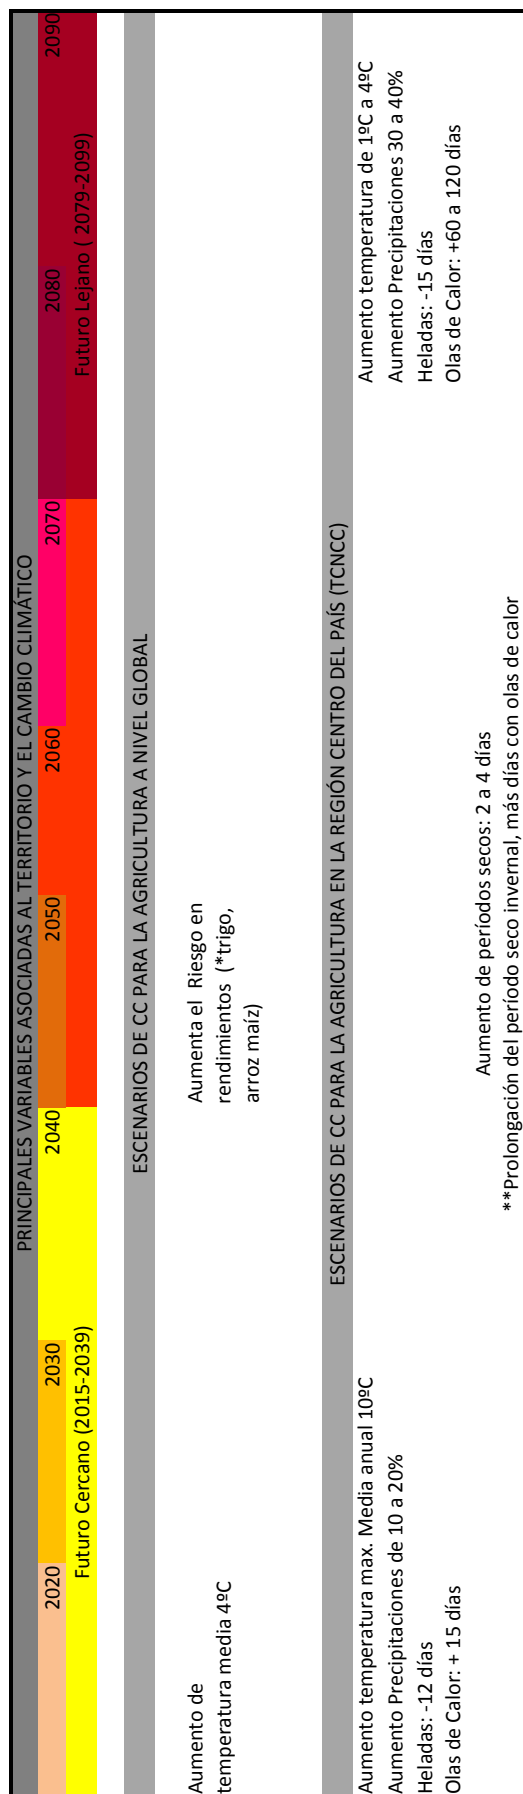 PRINCIPALES VARIABLES ASOCIADAS AL TERRITORIO Y EL CAMBIO CLIMÁTICO
2020 2030 2040 2050 2060 2070 2080 2090
Futuro Cercano (2015-2039) Futuro Lejano ( 2079-2099)
ESCENARIOS DE CC PARA LA AGRICULTURA A NIVEL GLOBAL
Aumento de
temperatura media 4ºC
Aumenta el Riesgo en
rendimientos (*trigo,
arroz maíz)
ESCENARIOS DE CC PARA LA AGRICULTURA EN LA REGIÓN CENTRO DEL PAÍS (TCNCC)
Aumento temperatura max. Media anual 10ºC
Aumento Precipitaciones de 10 a 20%
Heladas: -12 días
Olas de Calor: + 15 días
Aumento temperatura de 1ºC a 4ºC
Aumento Precipitaciones 30 a 40%
Heladas: -15 días
Olas de Calor: +60 a 120 días
Aumento de períodos secos: 2 a 4 días
**Prolongación del período seco invernal, más días con olas de calor